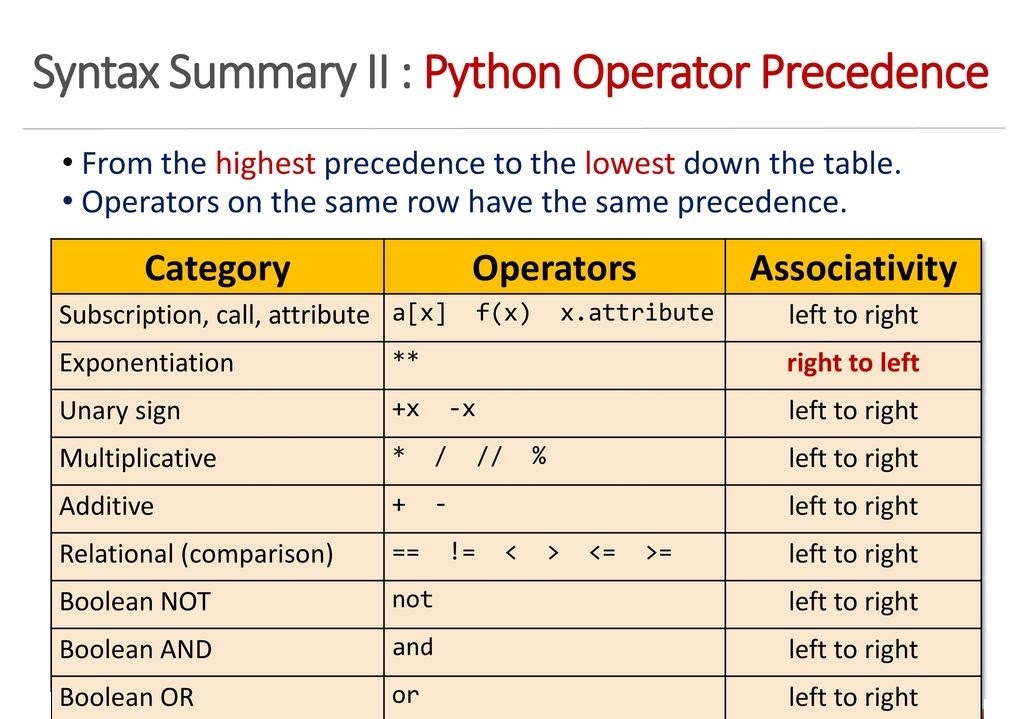 Syntax Summary II : Python Operator Precedence
• From the highest precedence to the lowest down the table.
• Operators on the same row have the same precedence.
Category Operators Associativity
Subscription, call, attribute a[x] f(x) x.attribute left to right
Exponentiation ** right to left
Unary sign +x -x left to right
Multiplicative * / // % left to right
Additive + - left to right
Relational (comparison) == != < > <= >= left to right
Boolean NOT not left to right
Boolean AND and left to right
Boolean OR or left to right